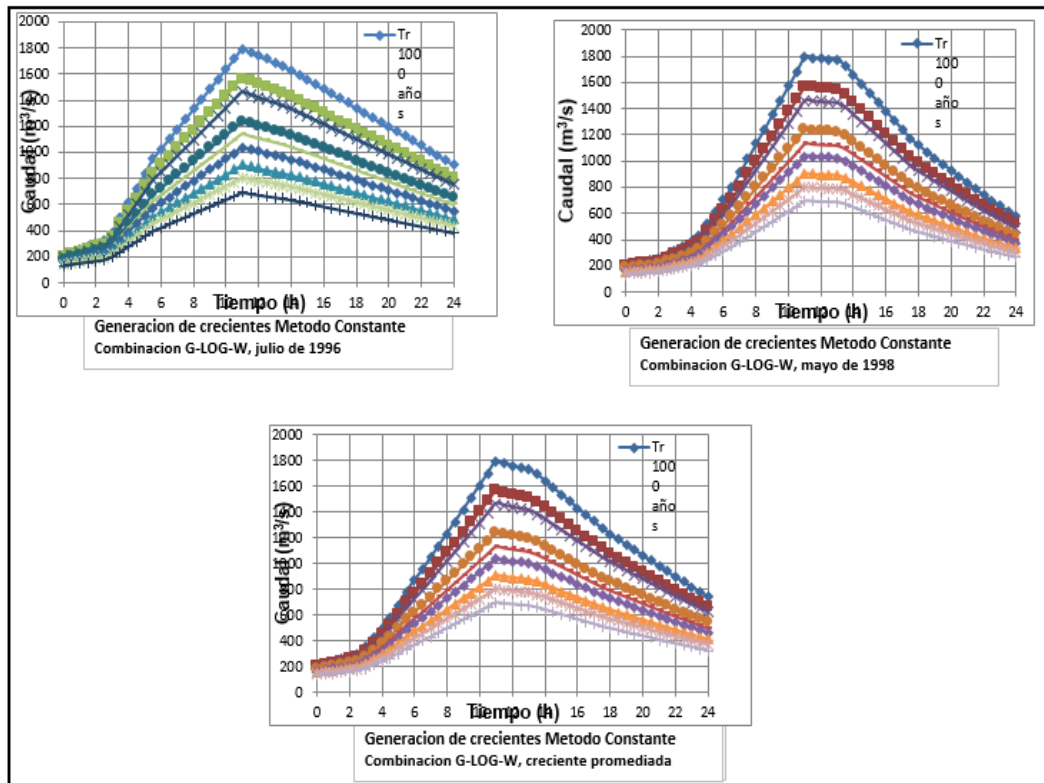 2000
1800
1600
1400
1200
1000
800
600
400
200
0
Caudal (m³/s)
Tr
100
0
año
s
0 2 4 6 8 10 12 14 16 18 20 22 24
Tiempo (h)
Generacion de crecientes Metodo Constante
Combinacion G-LOG-W, julio de 1996
2000
1800
1600
1400
1200
1000
800
600
400
200
0
Caudal (m³/s)
Tr
100
0
año
s
0 2 4 6 8 10 12 14 16 18 20 22 24
Tiempo (h)
Generacion de crecientes Metodo Constante
Combinacion G-LOG-W, mayo de 1998
2000
1800
1600
1400
1200
1000
800
600
400
200
0
Caudal (m³/s)
Tr
100
0
año
s
0 2 4 6 8 10 12 14 16 18 20 22 24
Tiempo (h)
Generacion de crecientes Metodo Constante
Combinacion G-LOG-W, creciente promediada